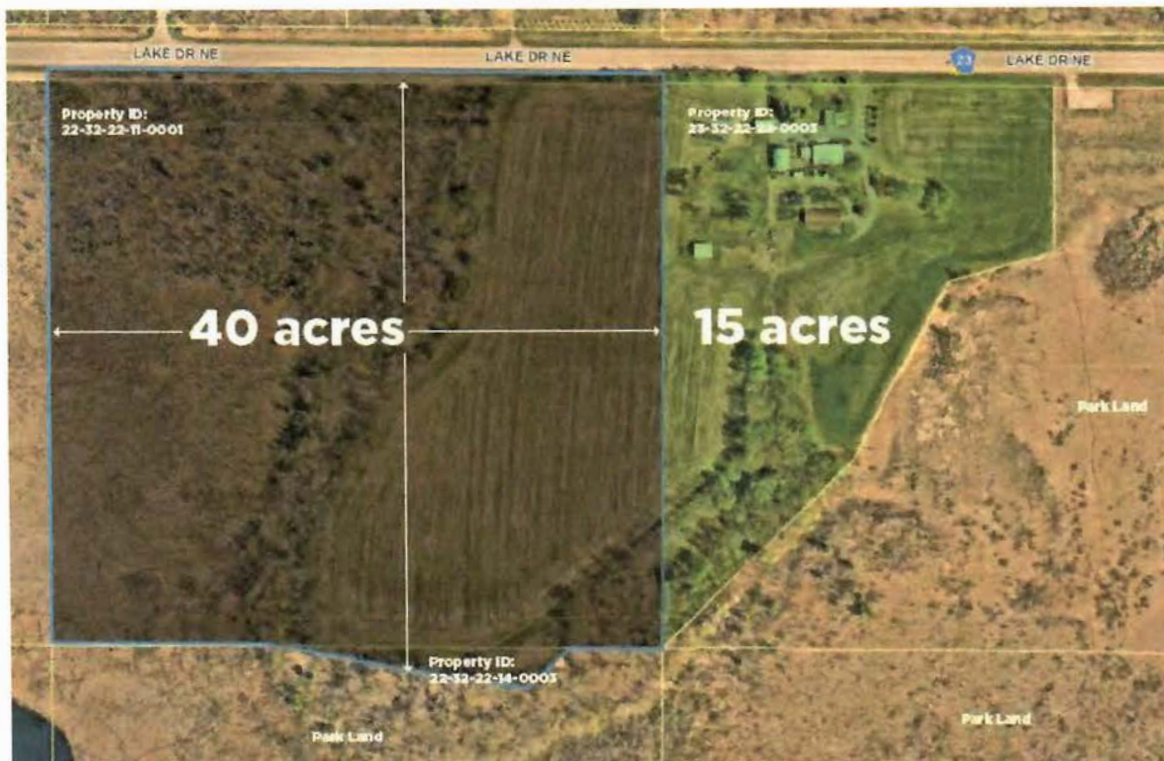 LAKE DR NE
LAKE DR NE
23
LAKE DR NE
Property ID:
22-32-22-11-0001
Property ID:
40 acres
15 acres
Park Land
Property ID:
22-32-22-14-0003
Park Land
Park Land